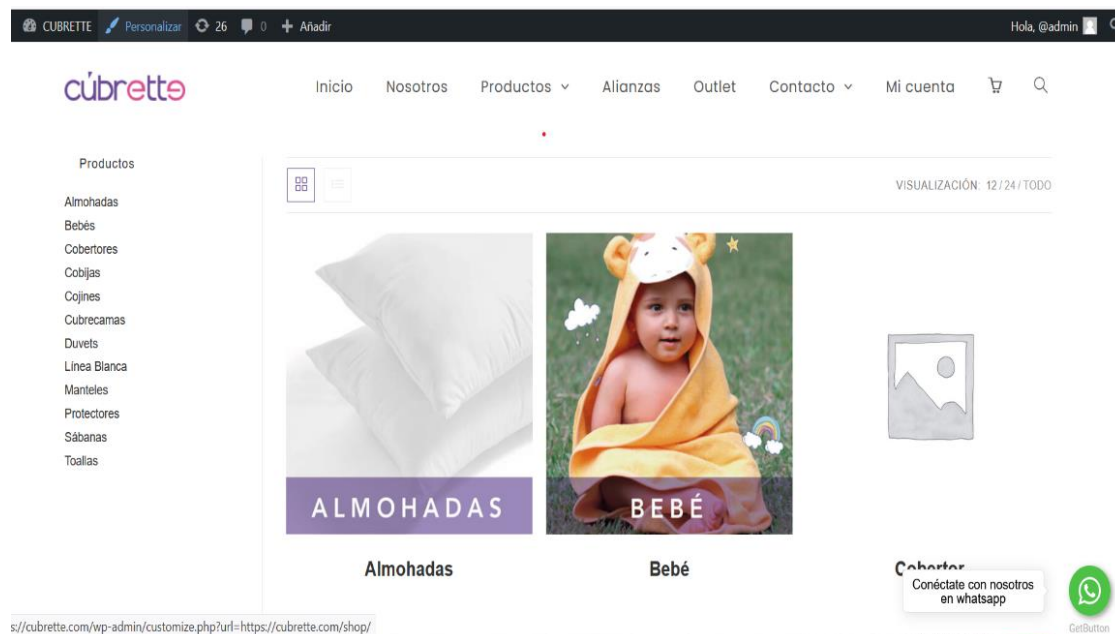 CUBRETTE Personalizar 26 0 + Añadir Hola, @admin
cúbrette Inicio Nosotros Productos Alianzas Outlet Contacto Mi cuenta
Productos
VISUALIZACIÓN: 12 / 24 / TODO
Almohadas
Bebés
Cobertores
Cobijas
Cojines
Cubrecamas
Duvets
Línea Blanca
Manteles
Protectores
Sábanas
Toallas
ALMOHADAS
BEBÉ
Almohadas
Bebé
Conéctate con nosotros
en whatsapp
GetButton
s://cubrette.com/wp-admin/customize.php?url=https://cubrette.com/shop/